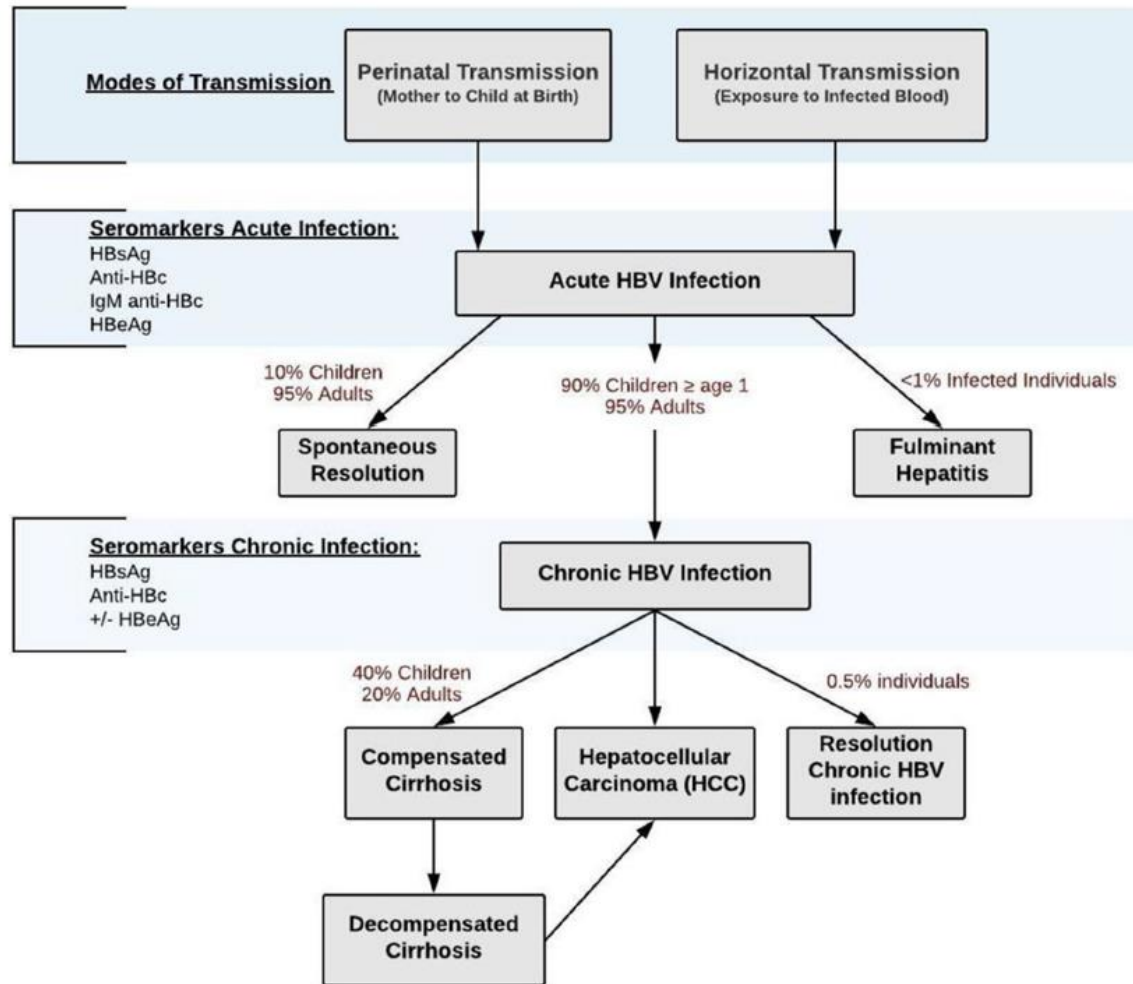 Modes of Transmission
Perinatal Transmission
(Mother to Child at Birth)
Horizontal Transmission
(Exposure to Infected Blood)
Seromarkers Acute Infection:
HBsAg
Anti-HBc
IgM anti-HBc
HBeAg
Acute HBV Infection
10% Children
95% Adults
90% Children ≥ age 1
95% Adults
<1% Infected Individuals
Spontaneous
Resolution
Fulminant
Hepatitis
Seromarkers Chronic Infection:
HBsAg
Anti-HBc
+/- HBeAg
Chronic HBV Infection
40% Children
20% Adults
0.5% individuals
Compensated
Cirrhosis
Hepatocellular
Carcinoma (HCC)
Resolution
Chronic HBV
infection
Decompensated
Cirrhosis